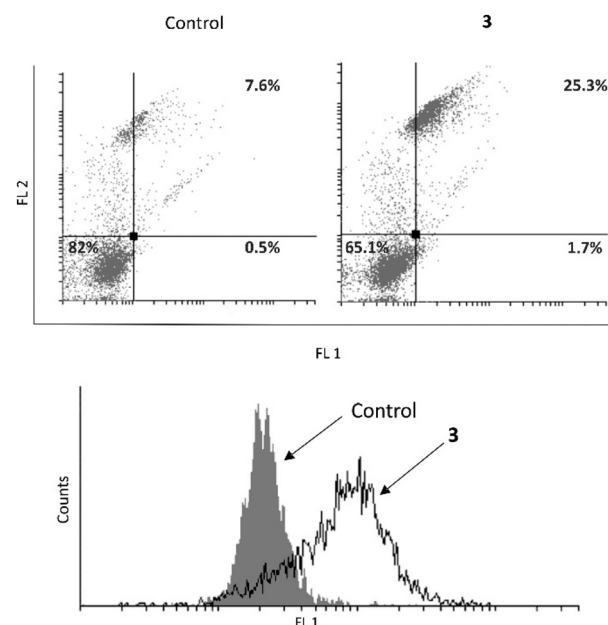 Control 3
7.6% 25.3%
FL 2
82% 0.5% 65.1% 1.7%
FL 1
Control
3
Counts
FL 1